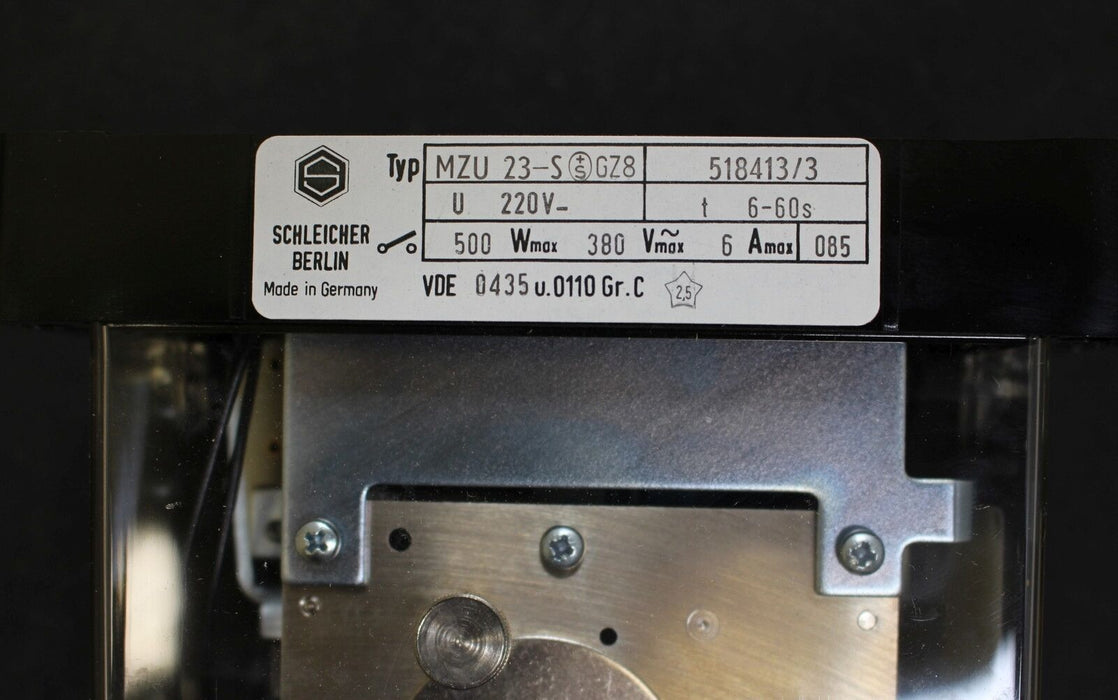 Typ MZU 23-S GZ8 518413/3
U 220V- t 6-60s
SCHLEICHER BERLIN
500 Wmax 380 Vmax 6 Amax 085
Made in Germany
VDE 0435 u. 0110 Gr. C 2,5